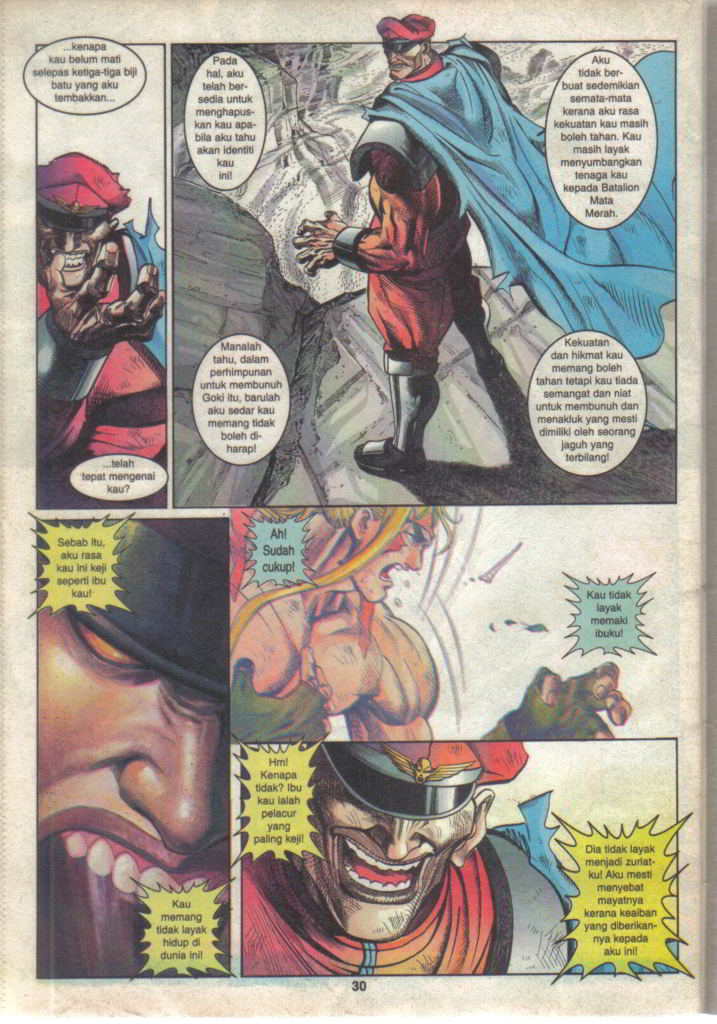 ...kenapa
kau belum mati
selepas ketiga-tiga biji
batu yang aku
tembakkan...
...telah
tepat mengenai
kau?
Pada
hal, aku
telah ber-
sedia untuk
menghapus-
kan kau apa-
bila aku tahu
akan identiti
kau
ini!
Aku
tidak ber-
buat sedemikian
semata-mata
kerana aku rasa
kekuatan kau masih
boleh tahan. Kau
masih layak
menyumbangkan
tenaga kau
kepada Batalion
Mata
Merah.
Manalah
tahu, dalam
perhimpunan
untuk membunuh
Goki itu, barulah
aku sedar kau
memang tidak
boleh di-
harap!
Kekuatan
dan hikmat kau
memang boleh
tahan tetapi kau tiada
semangat dan niat
untuk membunuh dan
menakluk yang mesti
dimiliki oleh seorang
jaguh yang
terbilang!
Sebab itu,
aku rasa
kau ini keji
seperti ibu
kau!
Kau
memang
tidak layak
hidup di
dunia ini!
Ah!
Sudah
cukup!
Kau tidak
layak
memaki
ibuku!
Hm!
Kenapa
tidak? Ibu
kau ialah
pelacur
yang
paling keji!
Dia tidak layak
menjadi zuriat-
ku! Aku mesti
menyebat
mayatnya
kerana keaiban
yang diberikan-
nya kepada
aku ini!
30